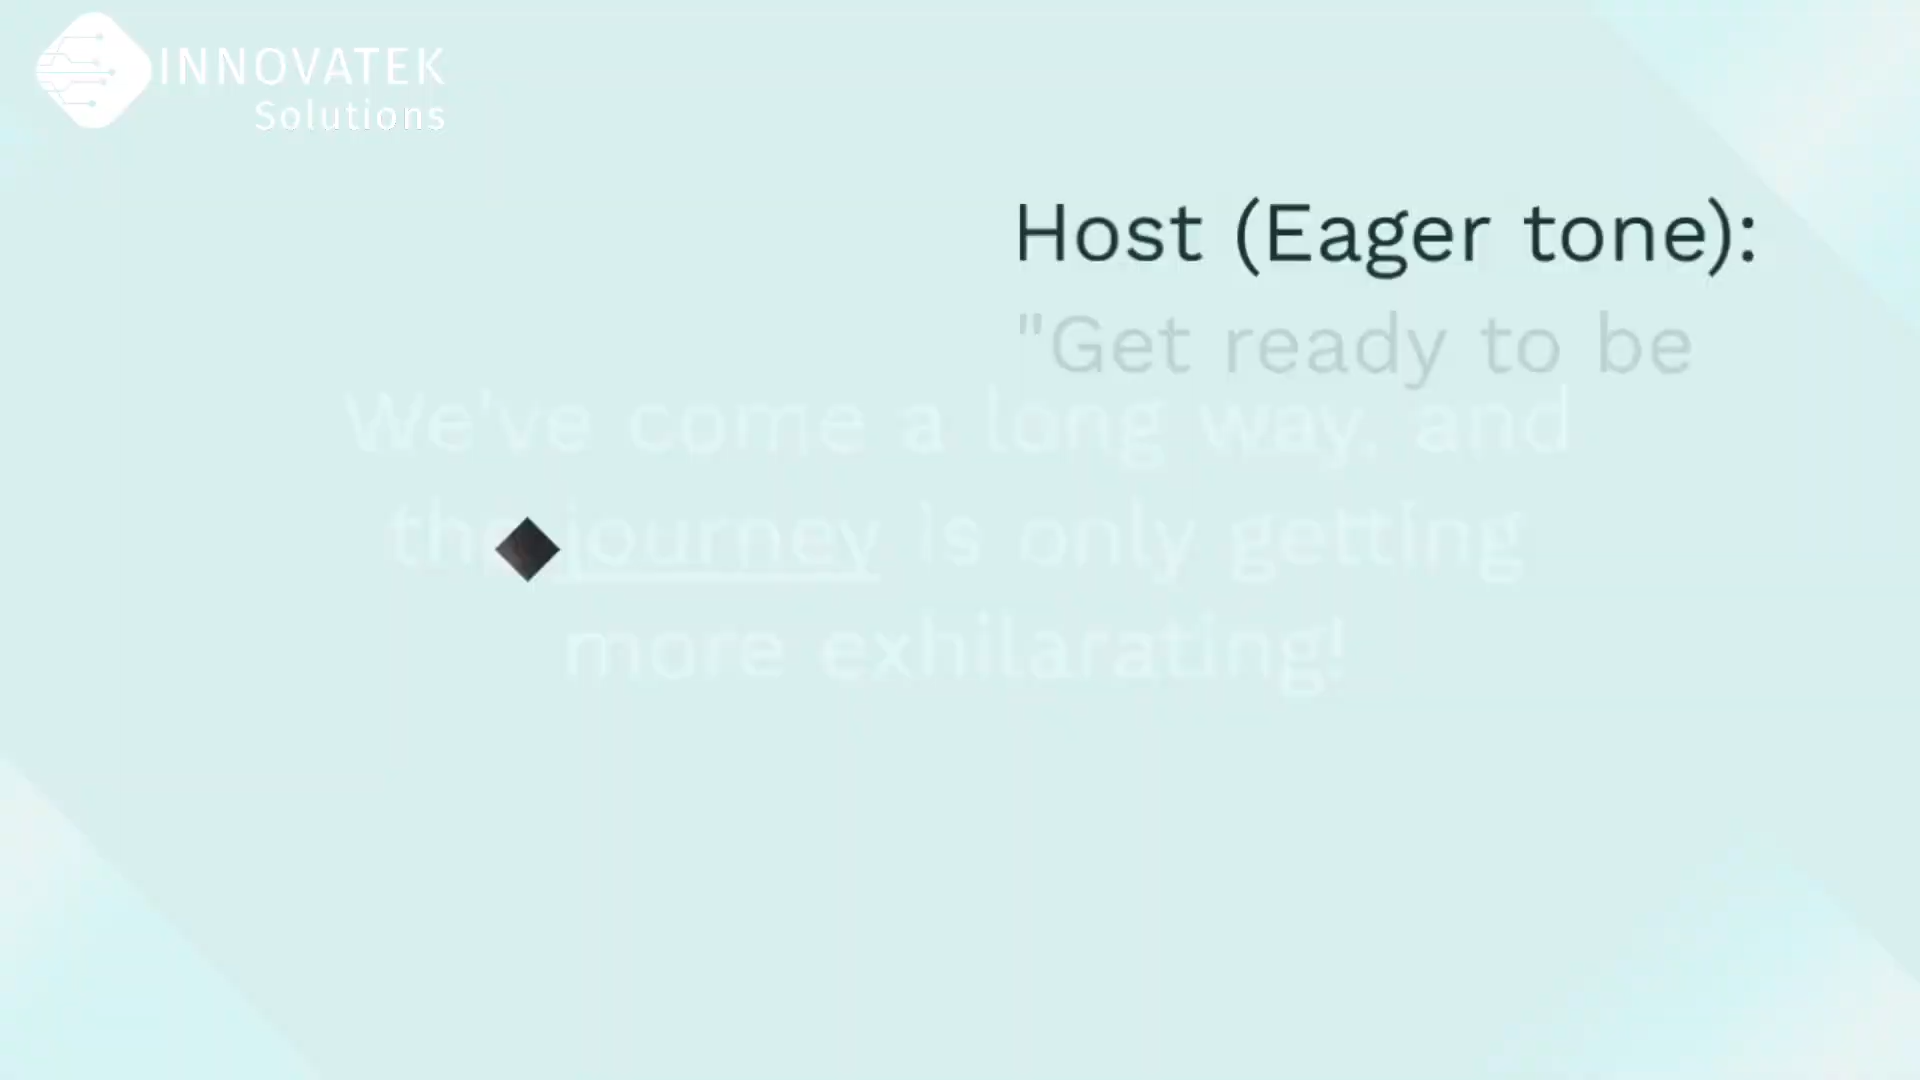 INNOVATEK
Solutions
Host (Eager tone):
"Get ready to be
We've come a long way, and
the journey is only getting
more exhilarating!